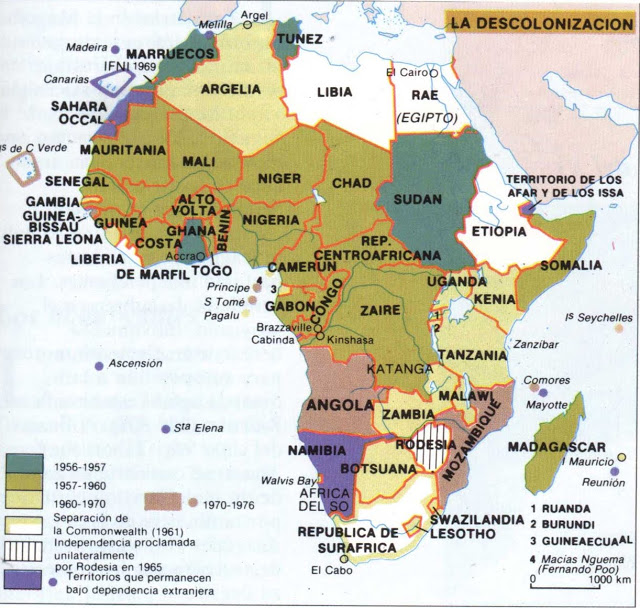 LA DESCOLONIZACION
Argel
Melilla
Madeira
MARRUECOS
TUNEZ
IFNI 1969
Canarias
El Cairo
ARGELIA
LIBIA
RAE
(EGIPTO)
SAHARA
OCCAL
Is de C Verde
MAURITANIA
MALI
NIGER
CHAD
SUDAN
TERRITORIO DE LOS
AFAR Y DE LOS ISSA
SENEGAL
GAMBIA
GUINEA-
BISSAU
SIERRA LEONA
GUINEA
ALTO
VOLTA
GHANA
BENIN
NIGERIA
ETIOPIA
LIBERIA
COSTA
DE MARFIL
Accra
TOGO
REP.
CENTROAFRICANA
CAMERUN
SOMALIA
UGANDA
KENIA
Principe
4
3
S Tomé
Pagalu
GABON
CONGO
ZAIRE
1
2
Brazzaville
Cabinda
Kinshasa
Is Seychelles
TANZANIA
Zanzibar
KATANGA
Ascensión
Comores
Mayotte
ANGOLA
ZAMBIA
MALAWI
MOZAMBIQUE
Sta Elena
RODESIA
NAMIBIA
BOTSUANA
MADAGASCAR
I Mauricio
Reunión
Walvis Bay
AFRICA
DEL SO
SWAZILANDIA
LESOTHO
REPUBLICA DE
SURAFRICA
El Cabo
1956-1957
1957-1960
1960-1970
1970-1976
Separación de
la Commonwealth (1961)
Independencia proclamada
unilateralmente
por Rodesia en 1965
Territorios que permanecen
bajo dependencia extranjera
1 RUANDA
2 BURUNDI
3 GUINEAECUAAL
4 Macías Nguema
(Fernando Poo)
0 1000 km